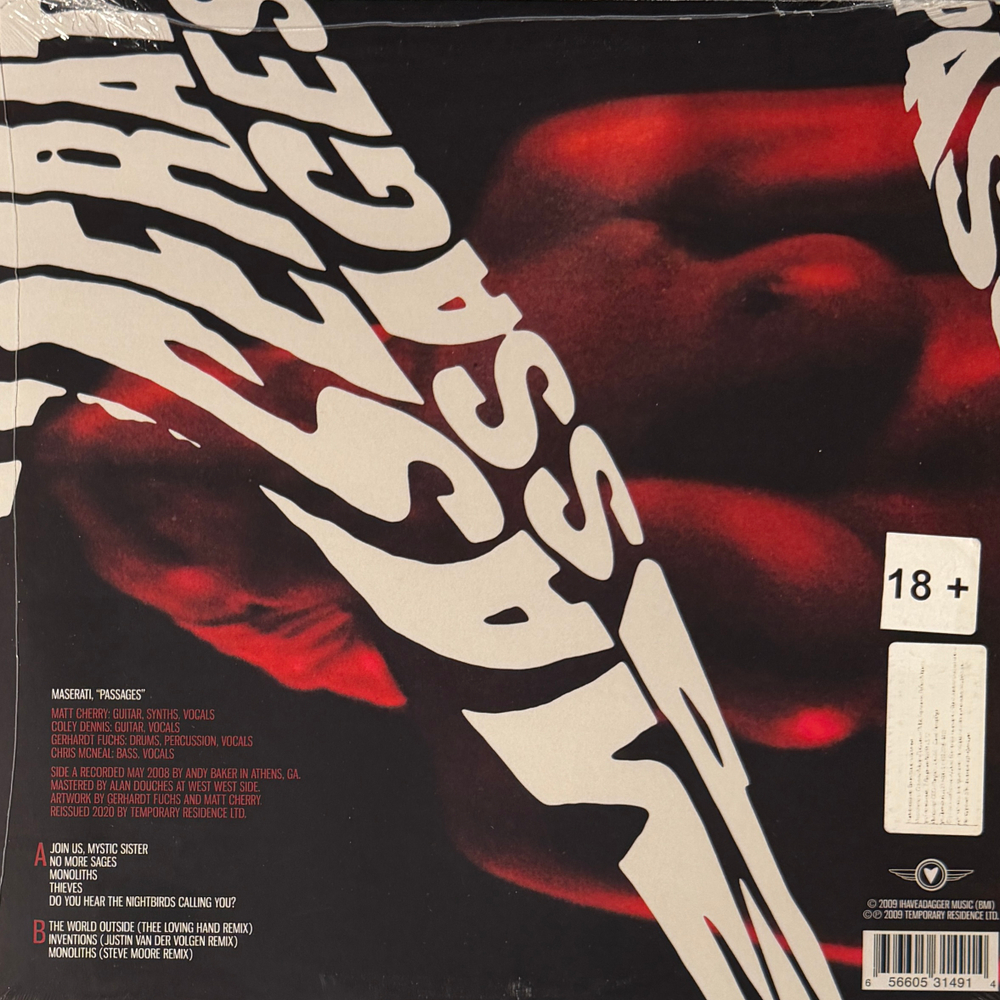 PASSAGES
MASERATI, "PASSAGES"
MATT CHERRY: GUITAR, SYNTHS, VOCALS
COLEY DENNIS: GUITAR, VOCALS
GERHARDT FUCHS: DRUMS, PERCUSSION, VOCALS
CHRIS MCNEAL: BASS, VOCALS
SIDE A RECORDED MAY 2008 BY ANDY BAKER IN ATHENS, GA.
MASTERED BY ALAN DOUCHES AT WEST WEST SIDE.
ARTWORK BY GERHARDT FUCHS AND MATT CHERRY.
REISSUED 2020 BY TEMPORARY RESIDENCE LTD.
A JOIN US, MYSTIC SISTER
NO MORE SAGES
MONOLITHS
THIEVES
DO YOU HEAR THE NIGHTBIRDS CALLING YOU?
B THE WORLD OUTSIDE (THEE LOVING HAND REMIX)
INVENTIONS (JUSTIN VAN DER VOLGEN REMIX)
MONOLITHS (STEVE MOORE REMIX)
18 +
© 2009 IHAVEADAGGER MUSIC (BMI)
©℗ 2009 TEMPORARY RESIDENCE LTD.
6 56605 31491 4